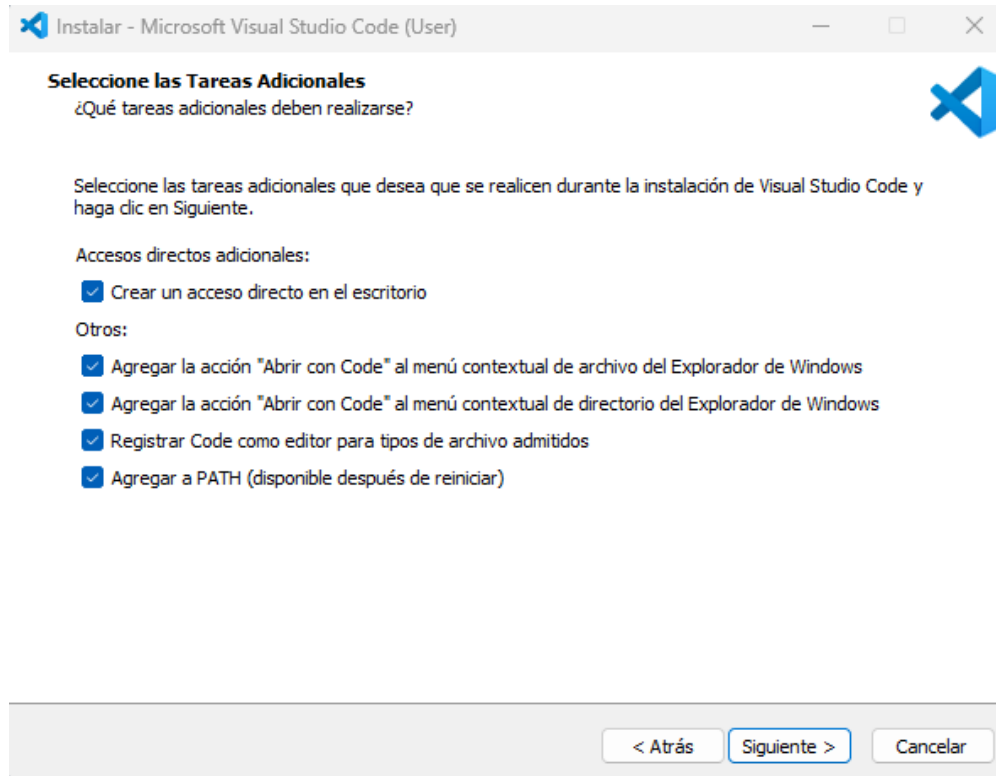 Instalar - Microsoft Visual Studio Code (User)
Seleccione las Tareas Adicionales
¿Qué tareas adicionales deben realizarse?
Seleccione las tareas adicionales que desea que se realicen durante la instalación de Visual Studio Code y
haga clic en Siguiente.
Accesos directos adicionales:
Crear un acceso directo en el escritorio
Otros:
Agregar la acción "Abrir con Code" al menú contextual de archivo del Explorador de Windows
Agregar la acción "Abrir con Code" al menú contextual de directorio del Explorador de Windows
Registrar Code como editor para tipos de archivo admitidos
Agregar a PATH (disponible después de reiniciar)
< Atrás Siguiente > Cancelar